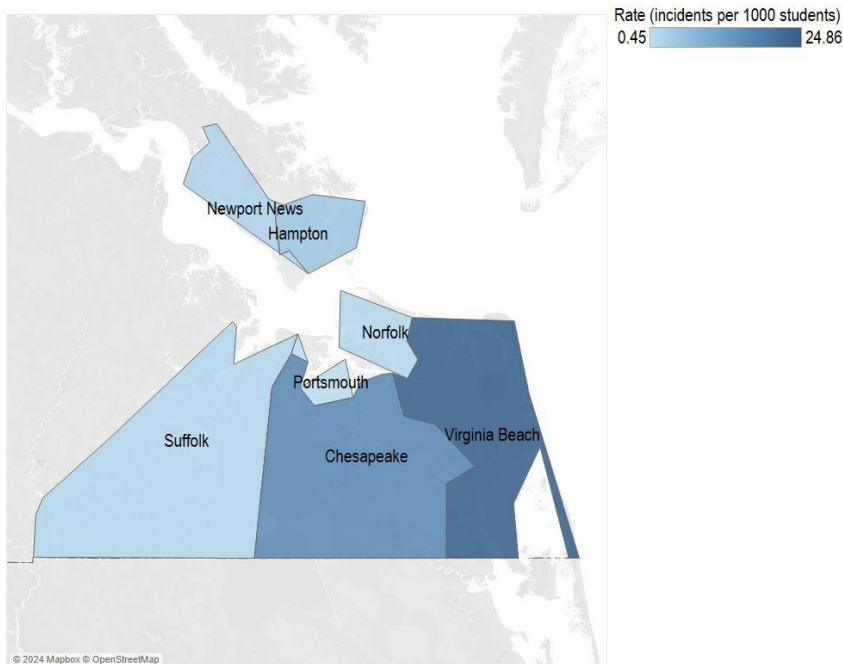 Rate (incidents per 1000 students)
0.45 24.86
Newport News
Hampton
Norfolk
Portsmouth
Suffolk
Virginia Beach
Chesapeake
© 2024 Mapbox © OpenStreetMap